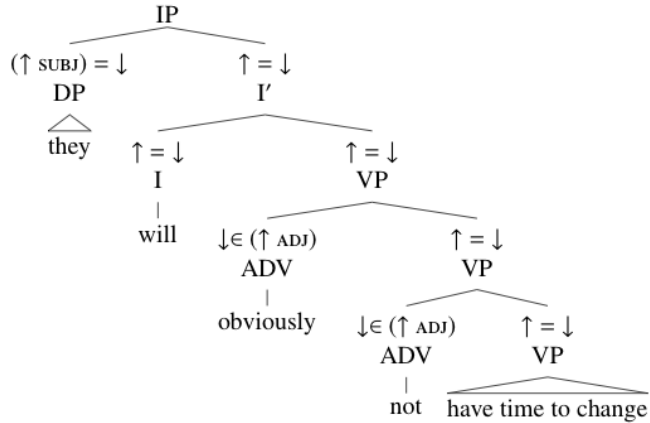 IP
(↑ SUBJ) = ↓ ↑ = ↓
DP I′
they ↑ = ↓ ↑ = ↓
I VP
will ↓∈ (↑ ADJ) ↑ = ↓
ADV VP
obviously ↓∈ (↑ ADJ) ↑ = ↓
ADV VP
not have time to change